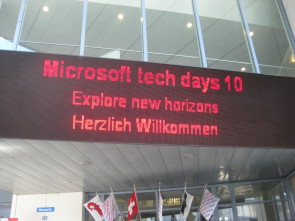 Microsoft tech days 10
Explore new horizons
Herzlich Willkommen